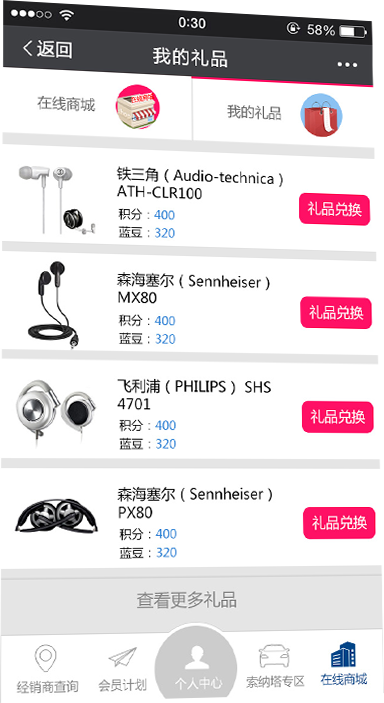 0:30
58%
返回
我的礼品
在线商城
我的礼品
铁三角（Audio-technica）
ATH-CLR100
积分：400
蓝豆：320
礼品兑换
森海塞尔（Sennheiser）
MX80
积分：400
蓝豆：320
礼品兑换
飞利浦（PHILIPS） SHS
4701
积分：400
蓝豆：320
礼品兑换
森海塞尔（Sennheiser）
PX80
积分：400
蓝豆：320
礼品兑换
查看更多礼品
经销商查询
会员计划
个人中心
索纳塔专区
在线商城